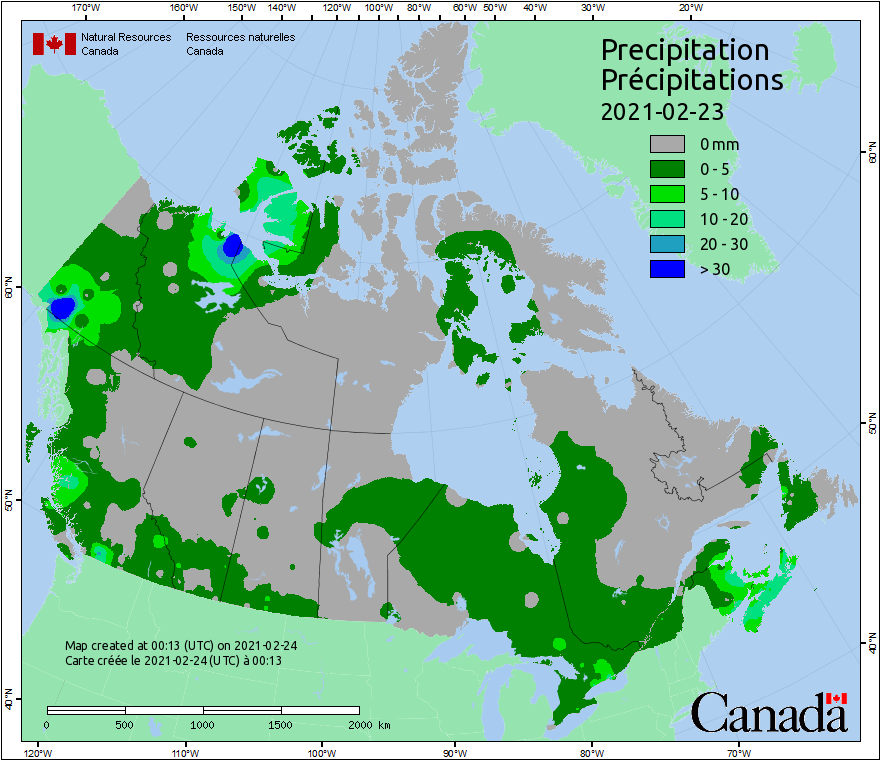 170°W 160°W 150°W 140°W 120°W 100°W 80°W 60°W 50°W 40°W 30°W 20°W
Natural Resources Canada
Ressources naturelles Canada
Precipitation
Précipitations
2021-02-23
0 mm
0 - 5
5 - 10
10 - 20
20 - 30
> 30
60°N
50°N
40°N
60°N
50°N
40°N
Map created at 00:13 (UTC) on 2021-02-24
Carte créée le 2021-02-24 (UTC) à 00:13
0 500 1000 1500 2000 km
Canada
120°W 110°W 100°W 90°W 80°W 70°W